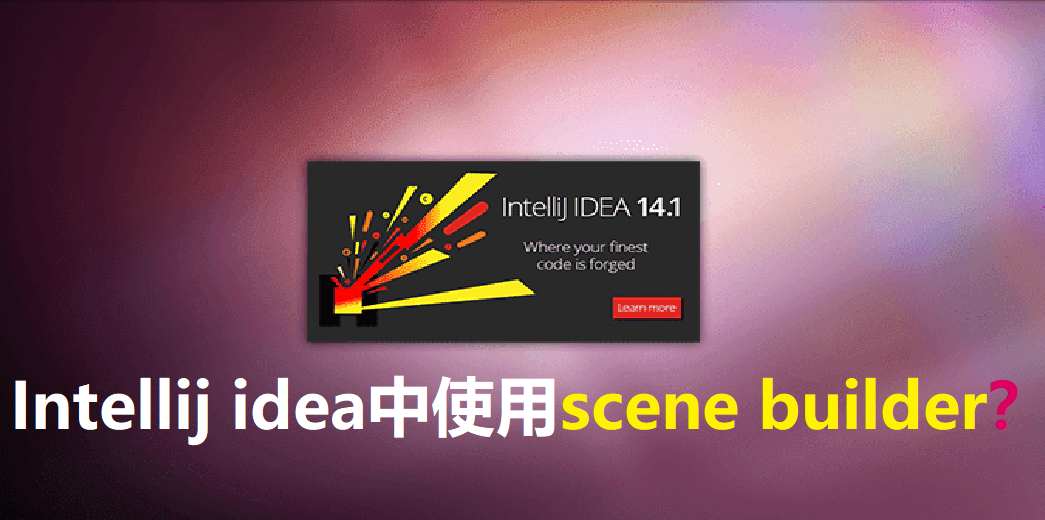 IntelliJ IDEA 14.1
Where your finest
code is forged
Learn more
Intellij idea中使用scene builder?